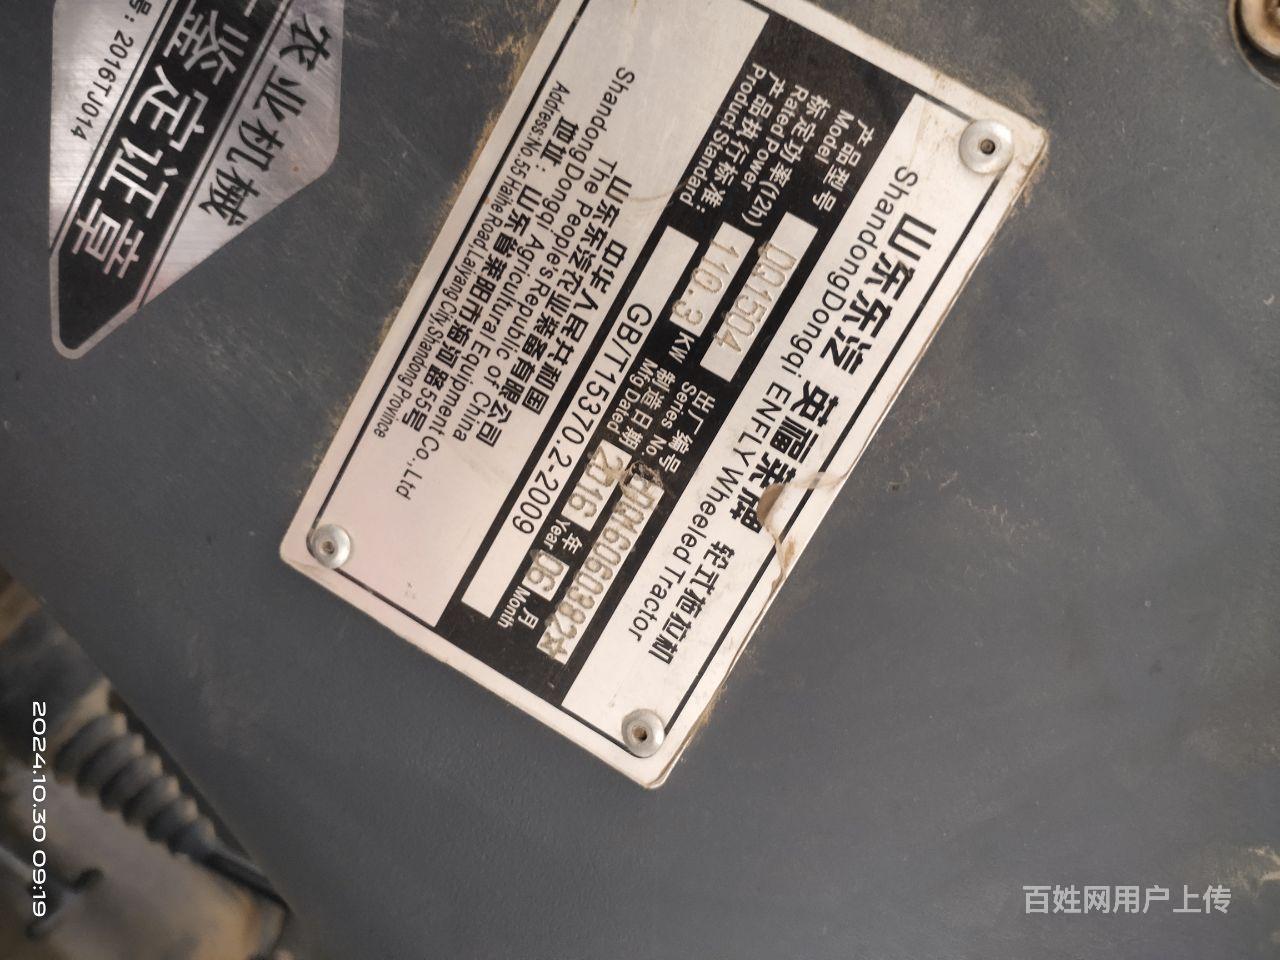 山东东汽 英福莱牌 轮式拖拉机
ShandongDongqi ENFLY Wheeled Tractor
产品型号
Model
DQ1504
出厂编号
Series No.
标定功率(12h)
Rated Power
110.3 KW
制造日期
Mfg Dated
2016 年 06 月
Year Month
产品执行标准:
Product Standard
GB/T15370.2-2009
中华人民共和国
The People's Republic of China
山东东汽农业装备有限公司
ShandongDongqi Agricultural Equipment Co.,Ltd
地址:山东省莱阳市海河路55号
Address:No.55 Haihe Road,Laiyang City,Shandong Province
农业机械
鉴定证章
号:2016TJ014
2024.10.30 09:19
百姓网用户上传